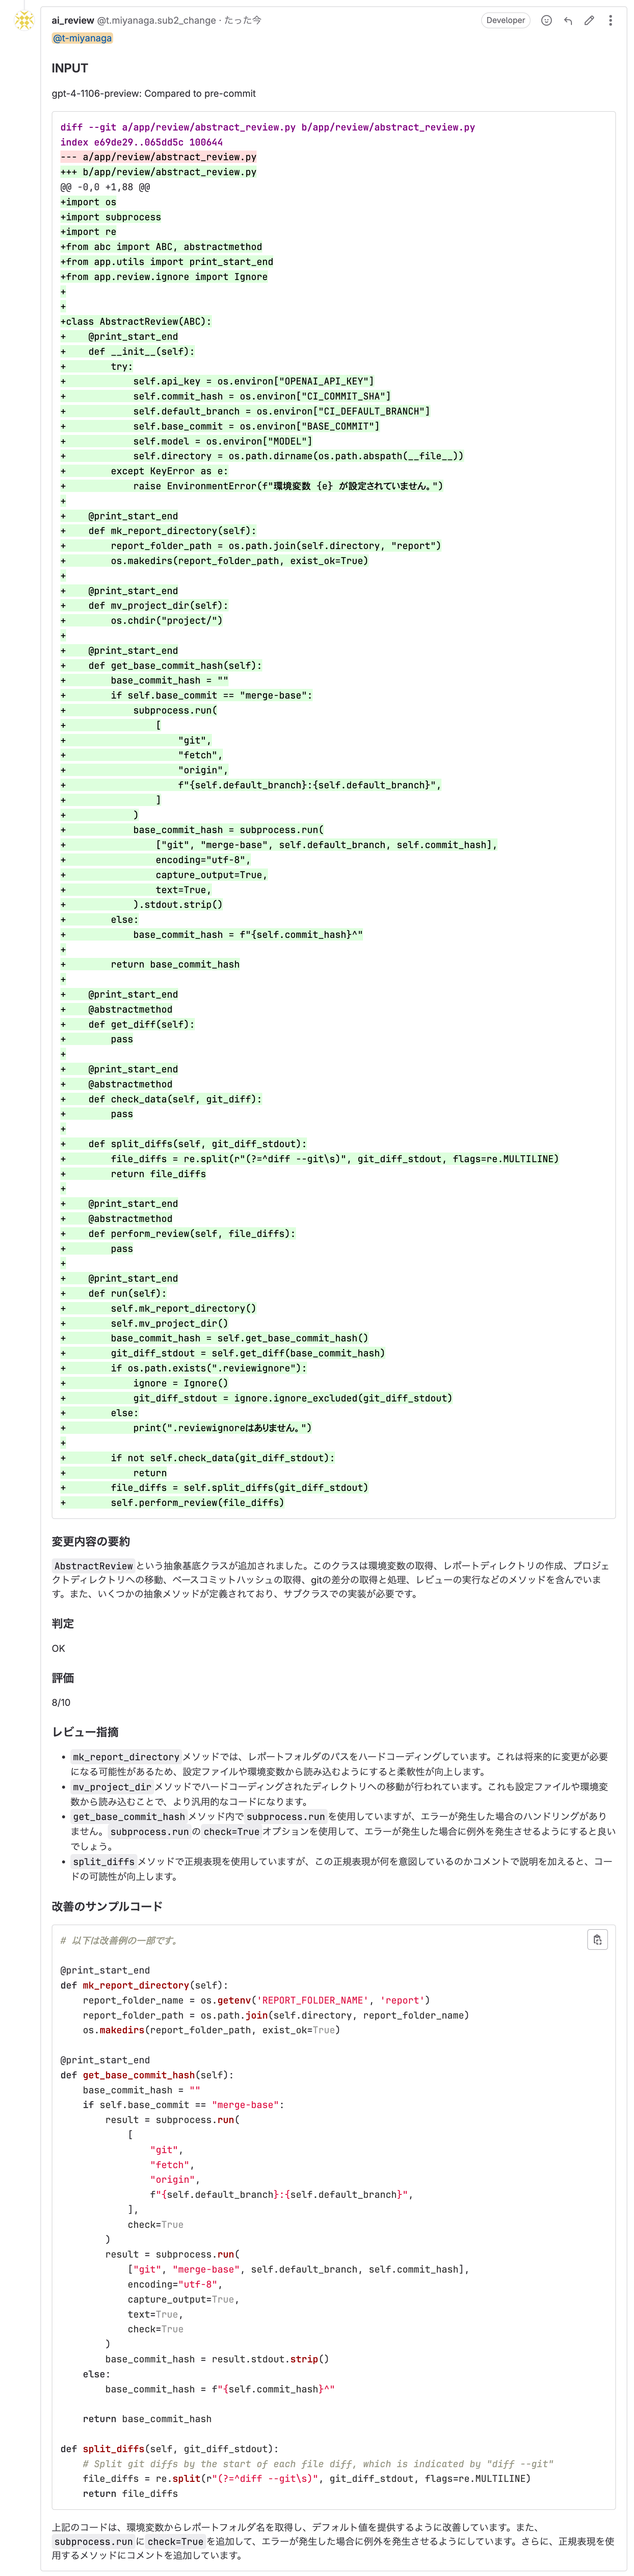 ai_review @t.miyanaga.sub2_change · たった今
Developer
@t-miyanaga
INPUT
gpt-4-1106-preview: Compared to pre-commit
diff --git a/app/review/abstract_review.py b/app/review/abstract_review.py
index e69de29..065dd5c 100644
--- a/app/review/abstract_review.py
+++ b/app/review/abstract_review.py
@@ -0,0 +1,88 @@
+import os
+import subprocess
+import re
+from abc import ABC, abstractmethod
+from app.utils import print_start_end
+from app.review.ignore import Ignore
+
+
+class AbstractReview(ABC):
+    @print_start_end
+    def __init__(self):
+        try:
+            self.api_key = os.environ["OPENAI_API_KEY"]
+            self.commit_hash = os.environ["CI_COMMIT_SHA"]
+            self.default_branch = os.environ["CI_DEFAULT_BRANCH"]
+            self.base_commit = os.environ["BASE_COMMIT"]
+            self.model = os.environ["MODEL"]
+            self.directory = os.path.dirname(os.path.abspath(__file__))
+        except KeyError as e:
+            raise EnvironmentError(f"環境変数 {e} が設定されていません。")
+
+    @print_start_end
+    def mk_report_directory(self):
+        report_folder_path = os.path.join(self.directory, "report")
+        os.makedirs(report_folder_path, exist_ok=True)
+
+    @print_start_end
+    def mv_project_dir(self):
+        os.chdir("project/")
+
+    @print_start_end
+    def get_base_commit_hash(self):
+        base_commit_hash = ""
+        if self.base_commit == "merge-base":
+            subprocess.run(
+                [
+                    "git",
+                    "fetch",
+                    "origin",
+                    f"{self.default_branch}:{self.default_branch}",
+                ]
+            )
+            base_commit_hash = subprocess.run(
+                ["git", "merge-base", self.default_branch, self.commit_hash],
+                encoding="utf-8",
+                capture_output=True,
+                text=True,
+            ).stdout.strip()
+        else:
+            base_commit_hash = f"{self.commit_hash}^"
+
+        return base_commit_hash
+
+    @print_start_end
+    @abstractmethod
+    def get_diff(self):
+        pass
+
+    @print_start_end
+    @abstractmethod
+    def check_data(self, git_diff):
+        pass
+
+    def split_diffs(self, git_diff_stdout):
+        file_diffs = re.split(r"(?=^diff --git\s)", git_diff_stdout, flags=re.MULTILINE)
+        return file_diffs
+
+    @print_start_end
+    @abstractmethod
+    def perform_review(self, file_diffs):
+        pass
+
+    @print_start_end
+    def run(self):
+        self.mk_report_directory()
+        self.mv_project_dir()
+        base_commit_hash = self.get_base_commit_hash()
+        git_diff_stdout = self.get_diff(base_commit_hash)
+        if os.path.exists(".reviewignore"):
+            ignore = Ignore()
+            git_diff_stdout = ignore.ignore_excluded(git_diff_stdout)
+        else:
+            print(".reviewignoreはありません。")
+
+        if not self.check_data(git_diff_stdout):
+            return
+        file_diffs = self.split_diffs(git_diff_stdout)
+        self.perform_review(file_diffs)
変更内容の要約
AbstractReview という抽象基底クラスが追加されました。このクラスは環境変数の取得、レポートディレクトリの作成、プロジェ
クトディレクトリへの移動、ベースコミットハッシュの取得、gitの差分の取得と処理、レビューの実行などのメソッドを含んでいま
す。また、いくつかの抽象メソッドが定義されており、サブクラスでの実装が必要です。
判定
OK
評価
8/10
レビュー指摘
• mk_report_directory メソッドでは、レポートフォルダのパスをハードコーディングしています。これは将来的に変更が必要
になる可能性があるため、設定ファイルや環境変数から読み込むようにすると柔軟性が向上します。
• mv_project_dir メソッドでハードコーディングされたディレクトリへの移動が行われています。これも設定ファイルや環境変
数から読み込むことで、より汎用的なコードになります。
• get_base_commit_hash メソッド内で subprocess.run を使用していますが、エラーが発生した場合のハンドリングがあり
ません。subprocess.run の check=True オプションを使用して、エラーが発生した場合に例外を発生させるようにすると良い
でしょう。
• split_diffs メソッドで正規表現を使用していますが、この正規表現が何を意図しているのかコメントで説明を加えると、コー
ドの可読性が向上します。
改善のサンプルコード
# 以下は改善例の一部です。
@print_start_end
def mk_report_directory(self):
    report_folder_name = os.getenv('REPORT_FOLDER_NAME', 'report')
    report_folder_path = os.path.join(self.directory, report_folder_name)
    os.makedirs(report_folder_path, exist_ok=True)
@print_start_end
def get_base_commit_hash(self):
    base_commit_hash = ""
    if self.base_commit == "merge-base":
        result = subprocess.run(
            [
                "git",
                "fetch",
                "origin",
                f"{self.default_branch}:{self.default_branch}",
            ],
            check=True
        )
        result = subprocess.run(
            ["git", "merge-base", self.default_branch, self.commit_hash],
            encoding="utf-8",
            capture_output=True,
            text=True,
            check=True
        )
        base_commit_hash = result.stdout.strip()
    else:
        base_commit_hash = f"{self.commit_hash}^"
    return base_commit_hash
def split_diffs(self, git_diff_stdout):
    # Split git diffs by the start of each file diff, which is indicated by "diff --git"
    file_diffs = re.split(r"(?=^diff --git\s)", git_diff_stdout, flags=re.MULTILINE)
    return file_diffs
上記のコードは、環境変数からレポートフォルダ名を取得し、デフォルト値を提供するように改善しています。また、
subprocess.run に check=True を追加して、エラーが発生した場合に例外を発生させるようにしています。さらに、正規表現を使
用するメソッドにコメントを追加しています。